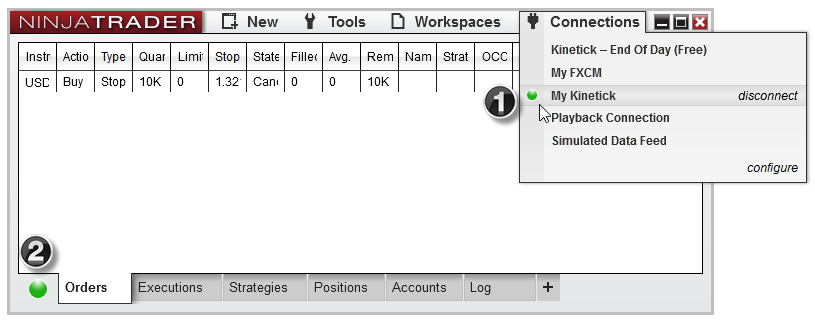 NINJATRADER New Tools Workspaces Connections
Instr Actio Type Quar Limi Stop State Filled Avg. Rem Nam Strat OCC
USD Buy Stop 10K 0 1.32 Canc 0 0 10K
Kinetick – End Of Day (Free)
My FXCM
1 My Kinetick disconnect
Playback Connection
Simulated Data Feed
configure
2
Orders Executions Strategies Positions Accounts Log +